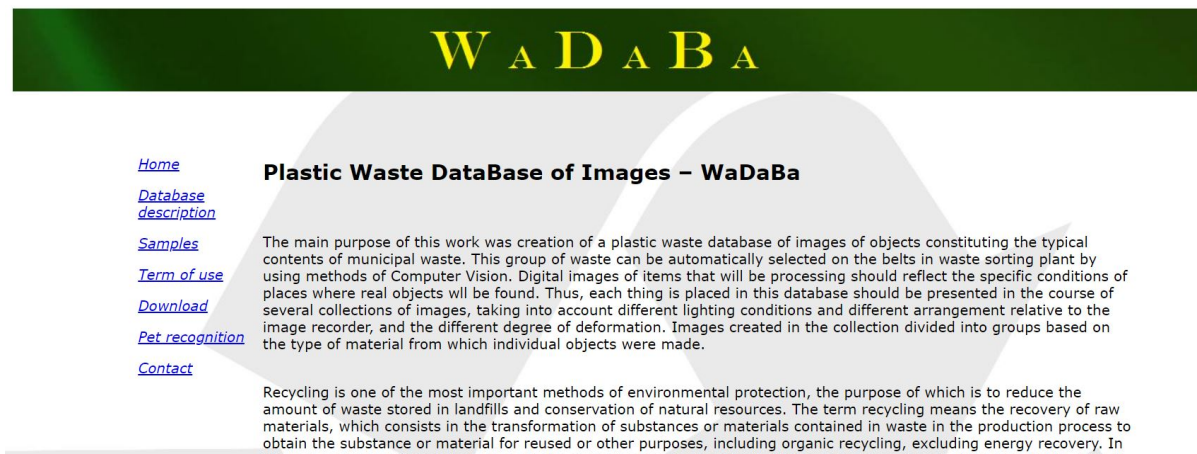 W A D A B A
Home
Database
description
Samples
Term of use
Download
Pet recognition
Contact
Plastic Waste DataBase of Images – WaDaBa
The main purpose of this work was creation of a plastic waste database of images of objects constituting the typical
contents of municipal waste. This group of waste can be automatically selected on the belts in waste sorting plant by
using methods of Computer Vision. Digital images of items that will be processing should reflect the specific conditions of
places where real objects wll be found. Thus, each thing is placed in this database should be presented in the course of
several collections of images, taking into account different lighting conditions and different arrangement relative to the
image recorder, and the different degree of deformation. Images created in the collection divided into groups based on
the type of material from which individual objects were made.
Recycling is one of the most important methods of environmental protection, the purpose of which is to reduce the
amount of waste stored in landfills and conservation of natural resources. The term recycling means the recovery of raw
materials, which consists in the transformation of substances or materials contained in waste in the production process to
obtain the substance or material for reused or other purposes, including organic recycling, excluding energy recovery. In